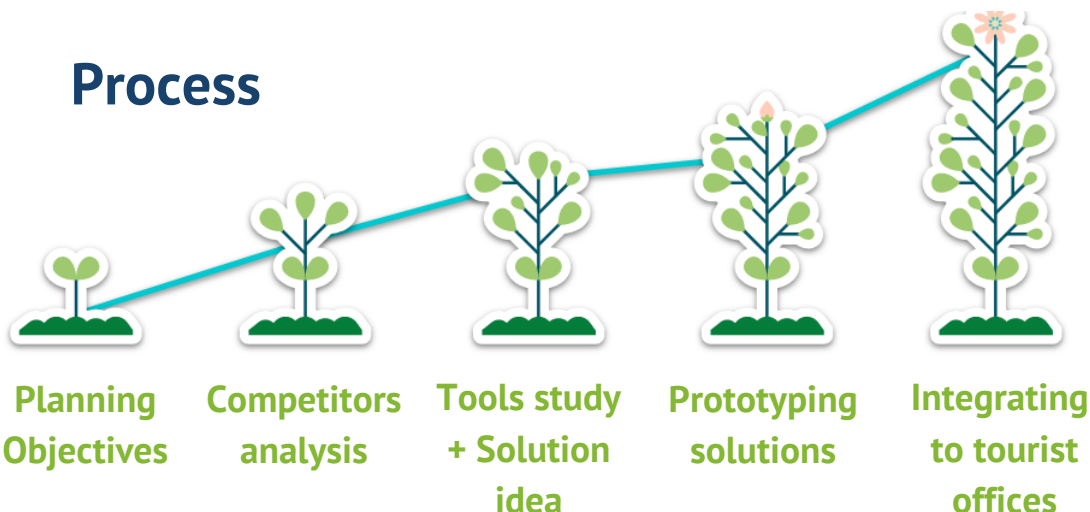 Process
Planning
Objectives
Competitors
analysis
Tools study
+ Solution
idea
Prototyping
solutions
Integrating
to tourist
offices